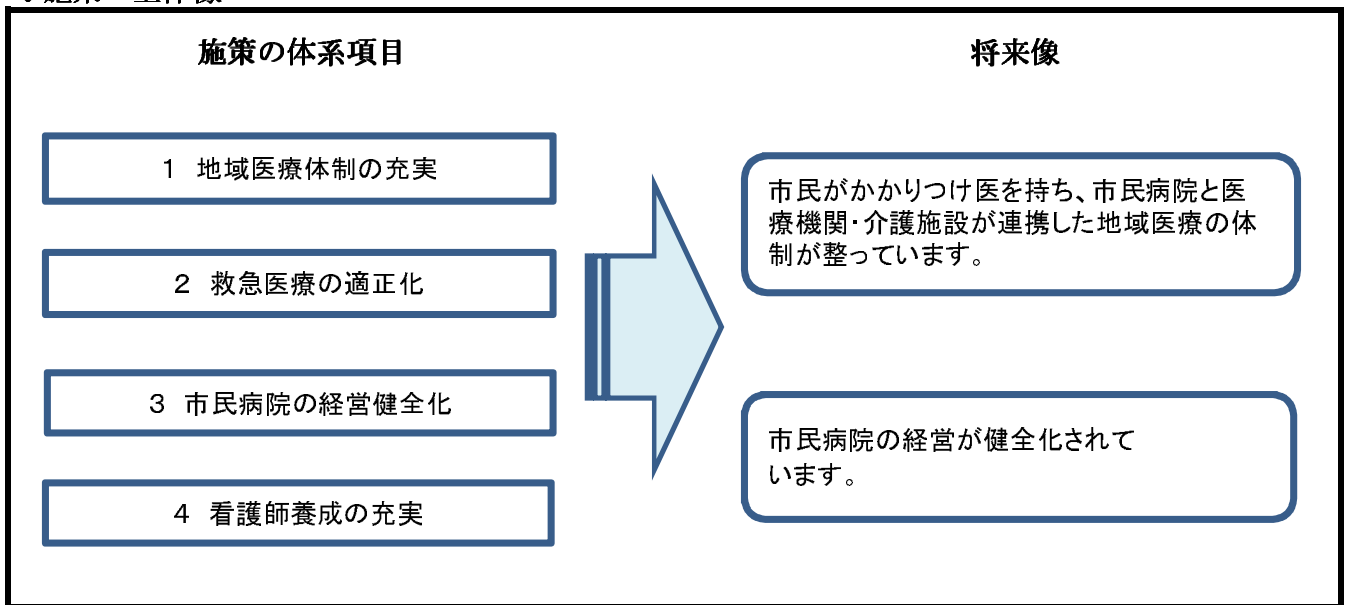 施策の体系項目
将来像
1 地域医療体制の充実
2 救急医療の適正化
3 市民病院の経営健全化
4 看護師養成の充実
市民がかかりつけ医を持ち、市民病院と医
療機関・介護施設が連携した地域医療の体
制が整っています。
市民病院の経営が健全化されて
います。